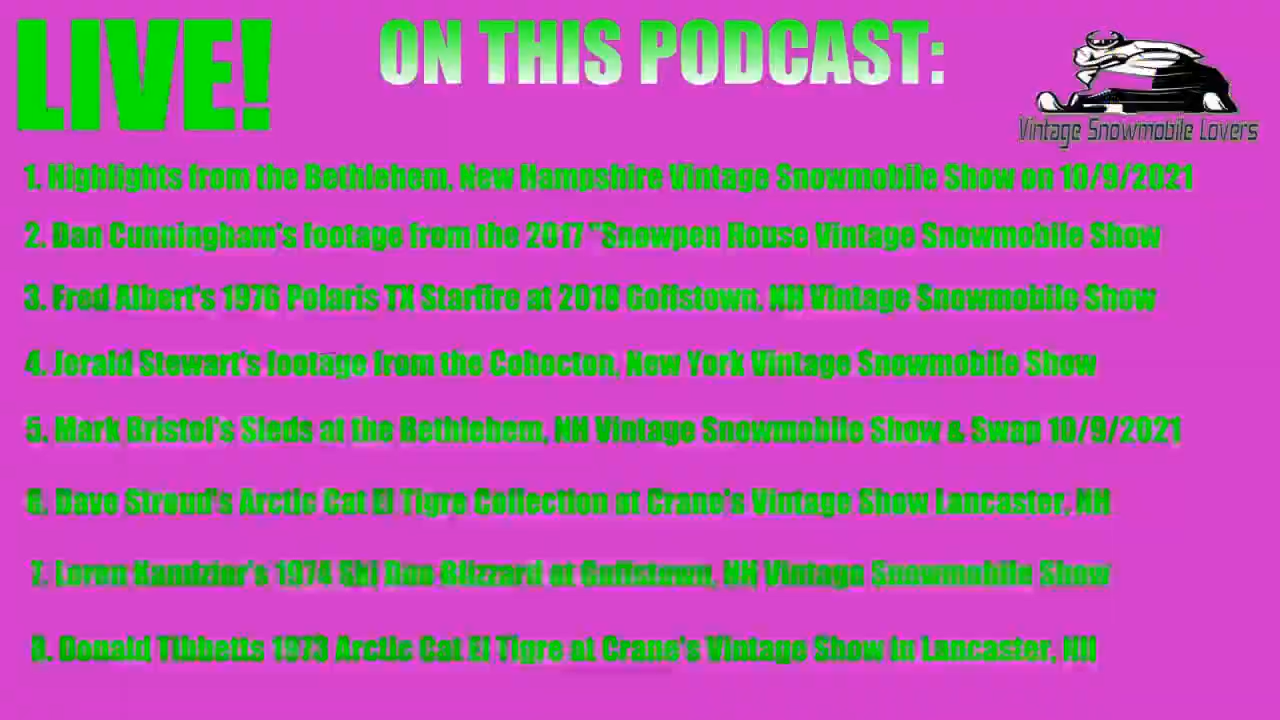 LIVE!
ON THIS PODCAST:
Vintage Snowmobile Lovers
1. Highlights from the Bethlehem, New Hampshire Vintage Snowmobile Show on 10/9/2021
2. Dan Cunningham's footage from the 2017 "Snowpen House Vintage Snowmobile Show
3. Fred Albert's 1976 Polaris TX Starfire at 2018 Goffstown, NH Vintage Snowmobile Show
4. Jerald Stewart's footage from the Cohocton, New York Vintage Snowmobile Show
5. Mark Bristol's Sleds at the Bethlehem, NH Vintage Snowmobile Show & Swap 10/9/2021
6. Dave Stroud's Arctic Cat El Tigre Collection at Crane's Vintage Show Lancaster, NH
7. Loren 1974 Ski Doo Blizzard at Goffstown, NH Vintage Snowmobile Show
8. Donald Tibbetts 1973 Arctic Cat El Tigre at Crane's Vintage Show in Lancaster, NH